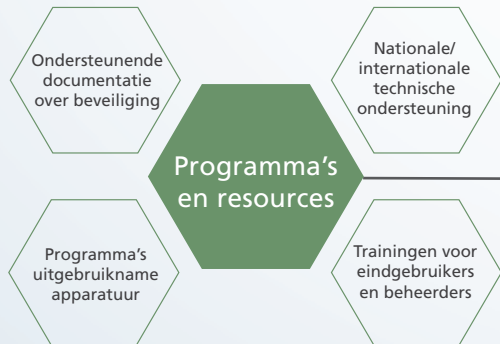 Ondersteunende
documentatie
over beveiliging
Nationale/
internationale
technische
ondersteuning
Programma's
en resources
Programma's
uitgebruikname
apparatuur
Trainingen voor
eindgebruikers
en beheerders